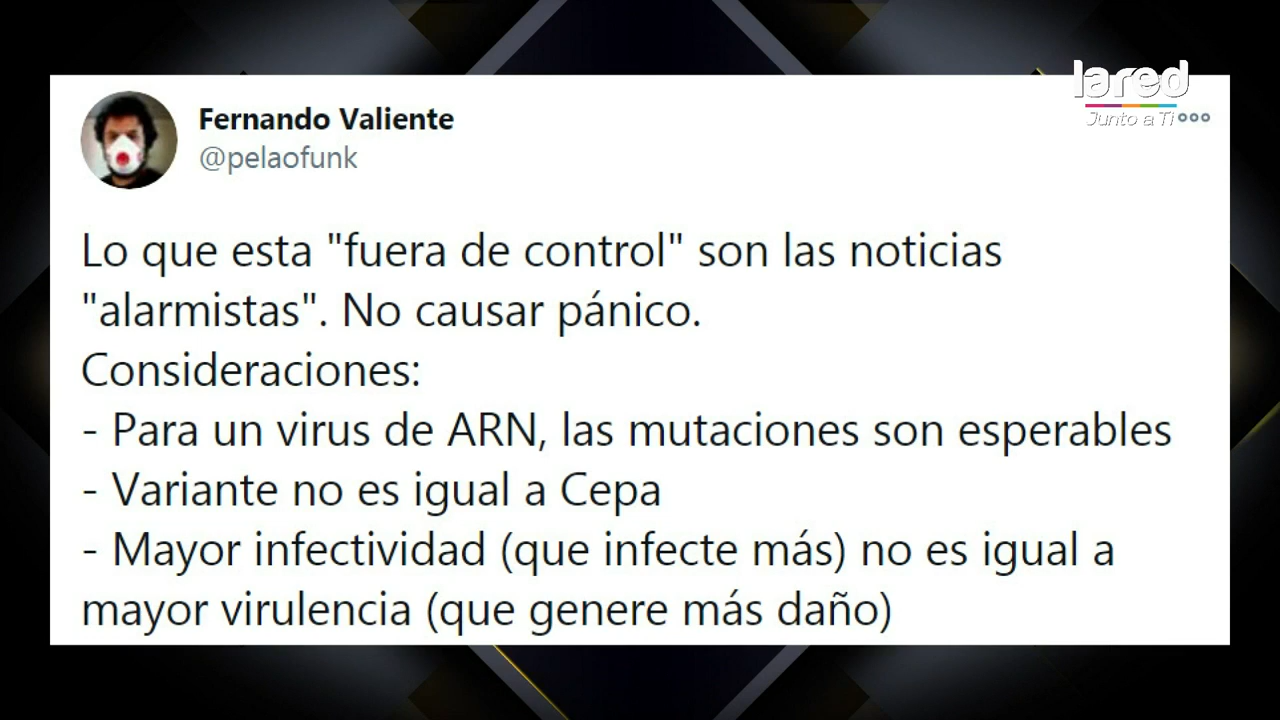 lared
Junto a Ti
Fernando Valiente
@pelaofunk
Lo que esta "fuera de control" son las noticias
"alarmistas". No causar pánico.
Consideraciones:
- Para un virus de ARN, las mutaciones son esperables
- Variante no es igual a Cepa
- Mayor infectividad (que infecte más) no es igual a
mayor virulencia (que genere más daño)